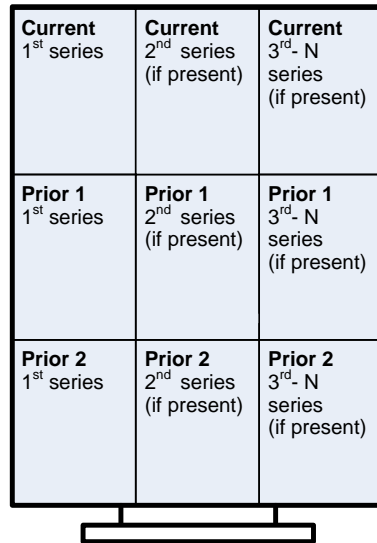 Current
1st series
Current
2nd series
(if present)
Current
3rd- N
series
(if present)
Prior 1
1st series
Prior 1
2nd series
(if present)
Prior 1
3rd- N
series
(if present)
Prior 2
1st series
Prior 2
2nd series
(if present)
Prior 2
3rd- N
series
(if present)